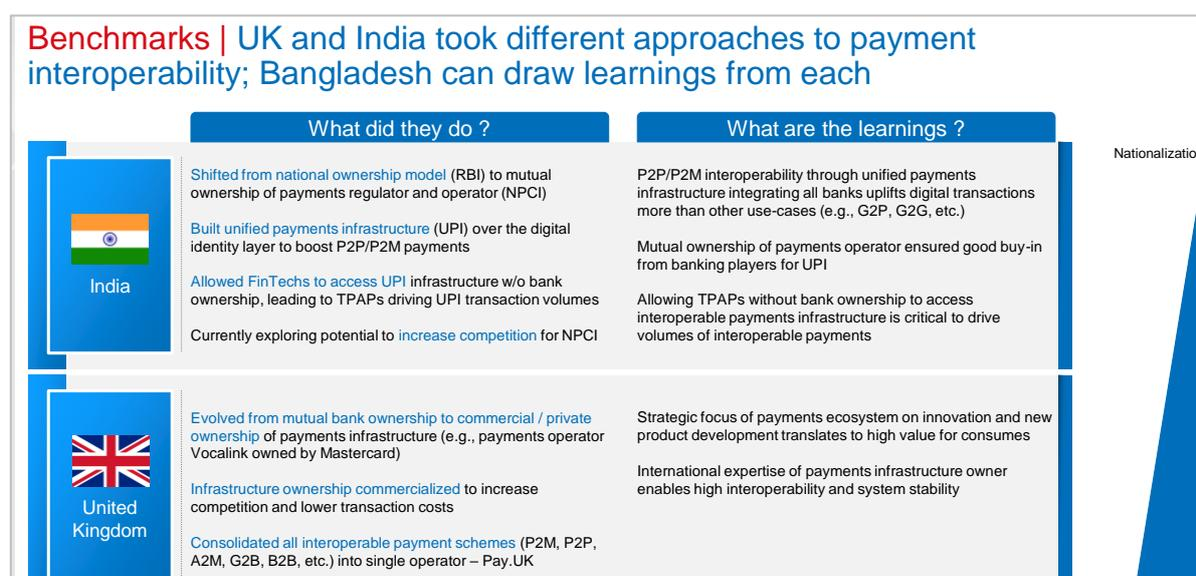 Benchmarks | UK and India took different approaches to payment
interoperability; Bangladesh can draw learnings from each
What did they do ?
What are the learnings ?
Nationalizatio
India
Shifted from national ownership model (RBI) to mutual
ownership of payments regulator and operator (NPCI)
Built unified payments infrastructure (UPI) over the digital
identity layer to boost P2P/P2M payments
Allowed FinTechs to access UPI infrastructure w/o bank
ownership, leading to TPAPs driving UPI transaction volumes
Currently exploring potential to increase competition for NPCI
P2P/P2M interoperability through unified payments
infrastructure integrating all banks uplifts digital transactions
more than other use-cases (e.g., G2P, G2G, etc.)
Mutual ownership of payments operator ensured good buy-in
from banking players for UPI
Allowing TPAPs without bank ownership to access
interoperable payments infrastructure is critical to drive
volumes of interoperable payments
United
Kingdom
Evolved from mutual bank ownership to commercial / private
ownership of payments infrastructure (e.g., payments operator
Vocalink owned by Mastercard)
Infrastructure ownership commercialized to increase
competition and lower transaction costs
Consolidated all interoperable payment schemes (P2M, P2P,
A2M, G2B, B2B, etc.) into single operator – Pay.UK
Strategic focus of payments ecosystem on innovation and new
product development translates to high value for consumes
International expertise of payments infrastructure owner
enables high interoperability and system stability